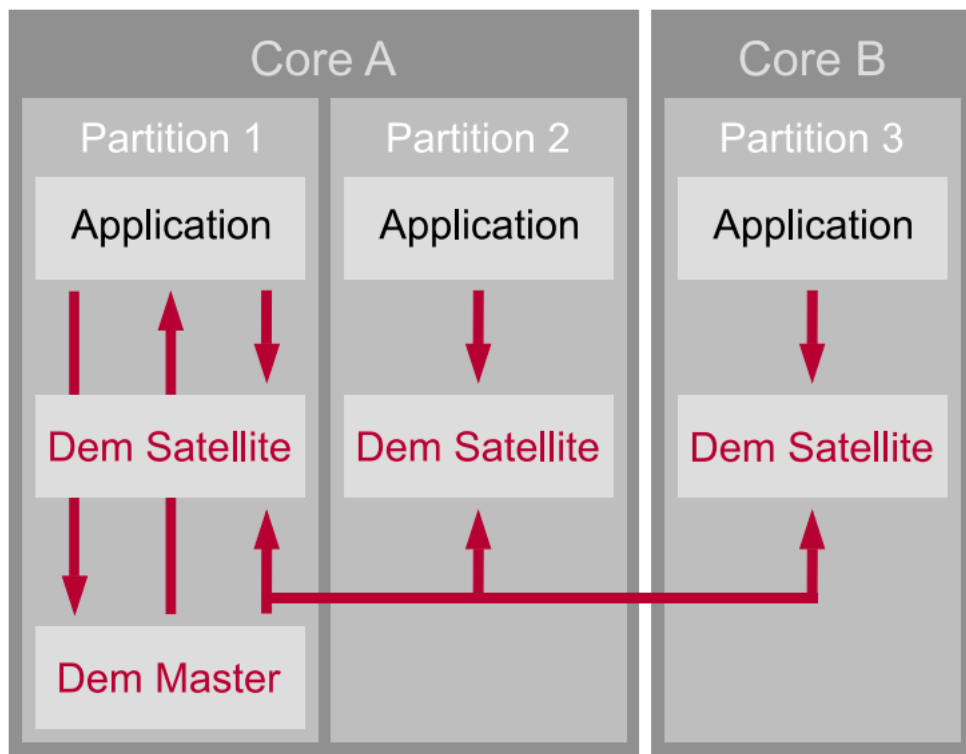 Core A
Core B
Partition 1
Partition 2
Partition 3
Application
Application
Application
Dem Satellite
Dem Satellite
Dem Satellite
Dem Master